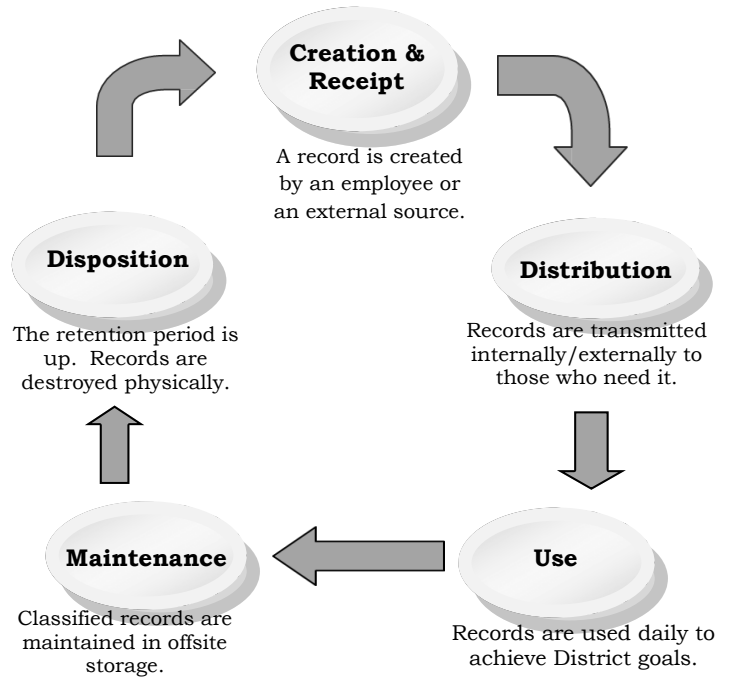 Creation &
Receipt
A record is created
by an employee or
an external source.
Distribution
Records are transmitted
internally/externally to
those who need it.
Use
Records are used daily to
achieve District goals.
Maintenance
Classified records are
maintained in offsite
storage.
Disposition
The retention period is
up.  Records are
destroyed physically.